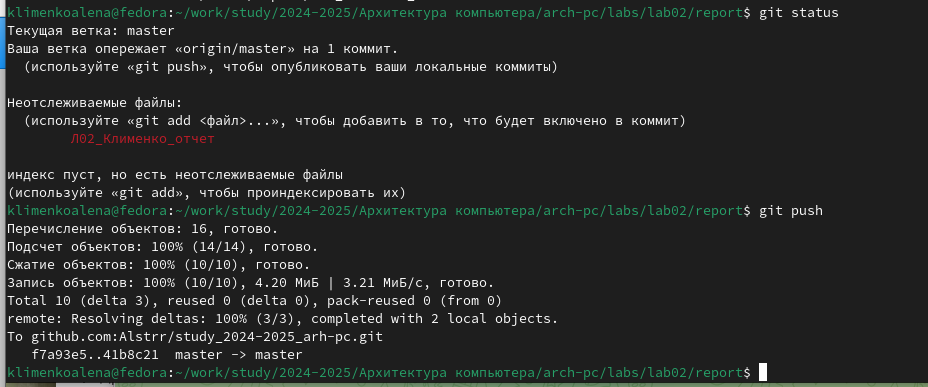 klimenkoalena@fedora:~/work/study/2024-2025/Архитектура компьютера/arch-pc/labs/lab02/report$ git status
Текущая ветка: master
Ваша ветка опережает «origin/master» на 1 коммит.
  (используйте «git push», чтобы опубликовать ваши локальные коммиты)

Неотслеживаемые файлы:
  (используйте «git add <файл>...», чтобы добавить в то, что будет включено в коммит)
        Л02_Клименко_отчет

индекс пуст, но есть неотслеживаемые файлы
(используйте «git add», чтобы проиндексировать их)
klimenkoalena@fedora:~/work/study/2024-2025/Архитектура компьютера/arch-pc/labs/lab02/report$ git push
Перечисление объектов: 16, готово.
Подсчет объектов: 100% (14/14), готово.
Сжатие объектов: 100% (10/10), готово.
Запись объектов: 100% (10/10), 4.20 МиБ | 3.21 МиБ/с, готово.
Total 10 (delta 3), reused 0 (delta 0), pack-reused 0 (from 0)
remote: Resolving deltas: 100% (3/3), completed with 2 local objects.
To github.com:Alstrr/study_2024-2025_arh-pc.git
   f7a93e5..41b8c21  master -> master
klimenkoalena@fedora:~/work/study/2024-2025/Архитектура компьютера/arch-pc/labs/lab02/report$